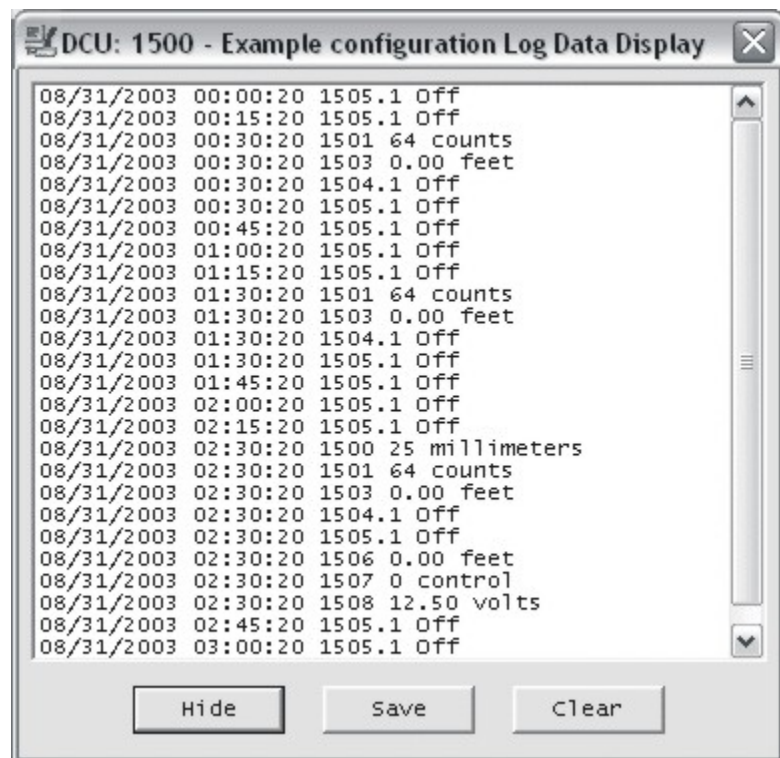 DCU: 1500 - Example configuration Log Data Display
08/31/2003 00:00:20 1505.1 Off
08/31/2003 00:15:20 1505.1 Off
08/31/2003 00:30:20 1501 64 counts
08/31/2003 00:30:20 1503 0.00 feet
08/31/2003 00:30:20 1504.1 Off
08/31/2003 00:30:20 1505.1 Off
08/31/2003 00:45:20 1505.1 Off
08/31/2003 01:00:20 1505.1 Off
08/31/2003 01:15:20 1505.1 Off
08/31/2003 01:30:20 1501 64 counts
08/31/2003 01:30:20 1503 0.00 feet
08/31/2003 01:30:20 1504.1 Off
08/31/2003 01:30:20 1505.1 Off
08/31/2003 01:45:20 1505.1 Off
08/31/2003 02:00:20 1505.1 Off
08/31/2003 02:15:20 1505.1 Off
08/31/2003 02:30:20 1500 25 millimeters
08/31/2003 02:30:20 1501 64 counts
08/31/2003 02:30:20 1503 0.00 feet
08/31/2003 02:30:20 1504.1 Off
08/31/2003 02:30:20 1505.1 Off
08/31/2003 02:30:20 1506 0.00 feet
08/31/2003 02:30:20 1507 0 control
08/31/2003 02:30:20 1508 12.50 volts
08/31/2003 02:45:20 1505.1 Off
08/31/2003 03:00:20 1505.1 Off
Hide Save Clear